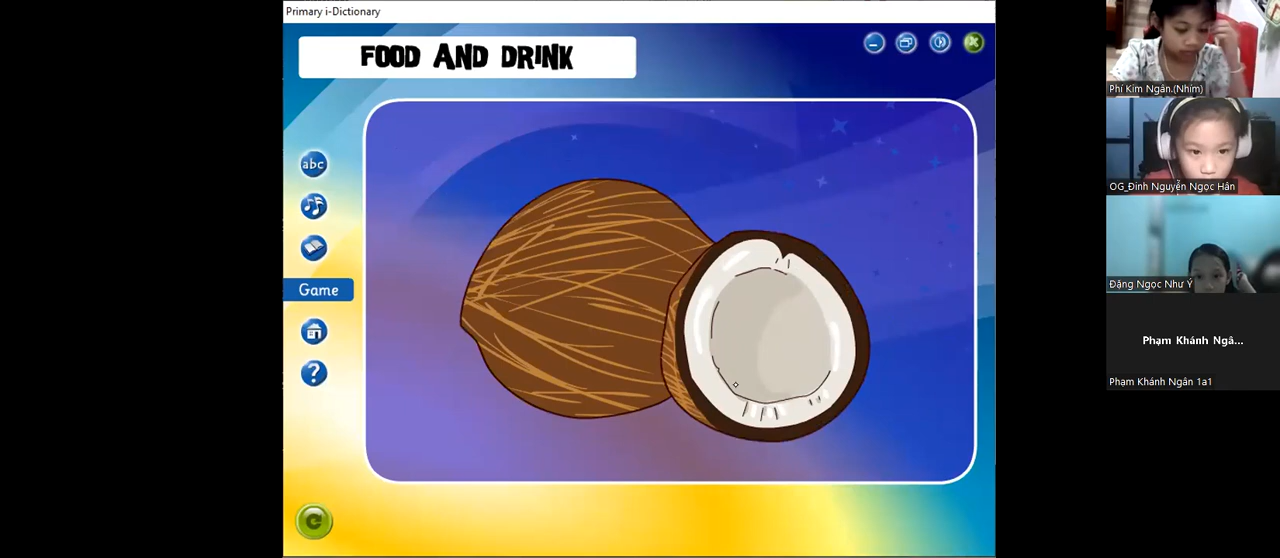 Primary i-Dictionary
FOOD AND DRINK
abc
Game
?
Phí Kim Ngân.(Nhím)
OG_Đinh Nguyễn Ngọc Hân
Đặng Ngọc Như Ý
Phạm Khánh Ngâ...
Phạm Khánh Ngân 1a1